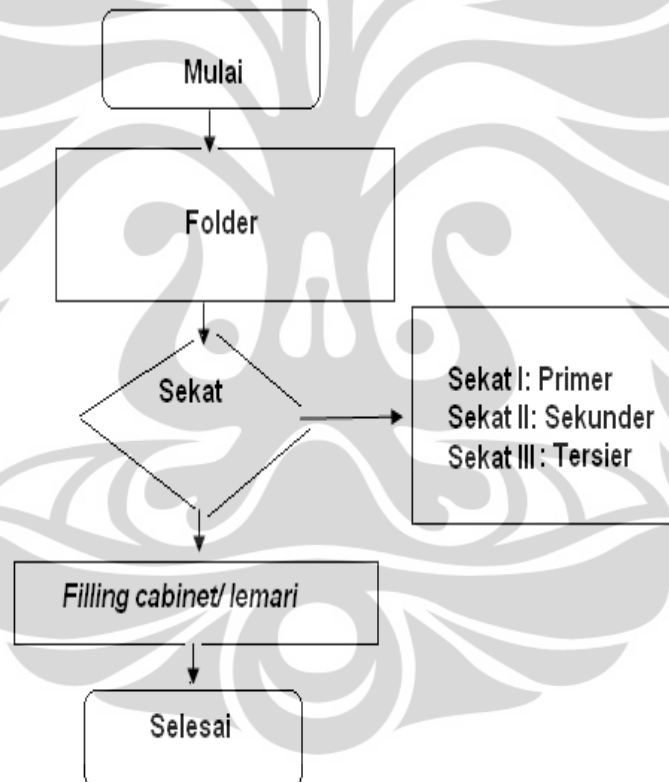 Mulai
Folder
Sekat
Sekat I: Primer
Sekat II: Sekunder
Sekat III : Tersier
Filling cabinet/ lemari
Selesai